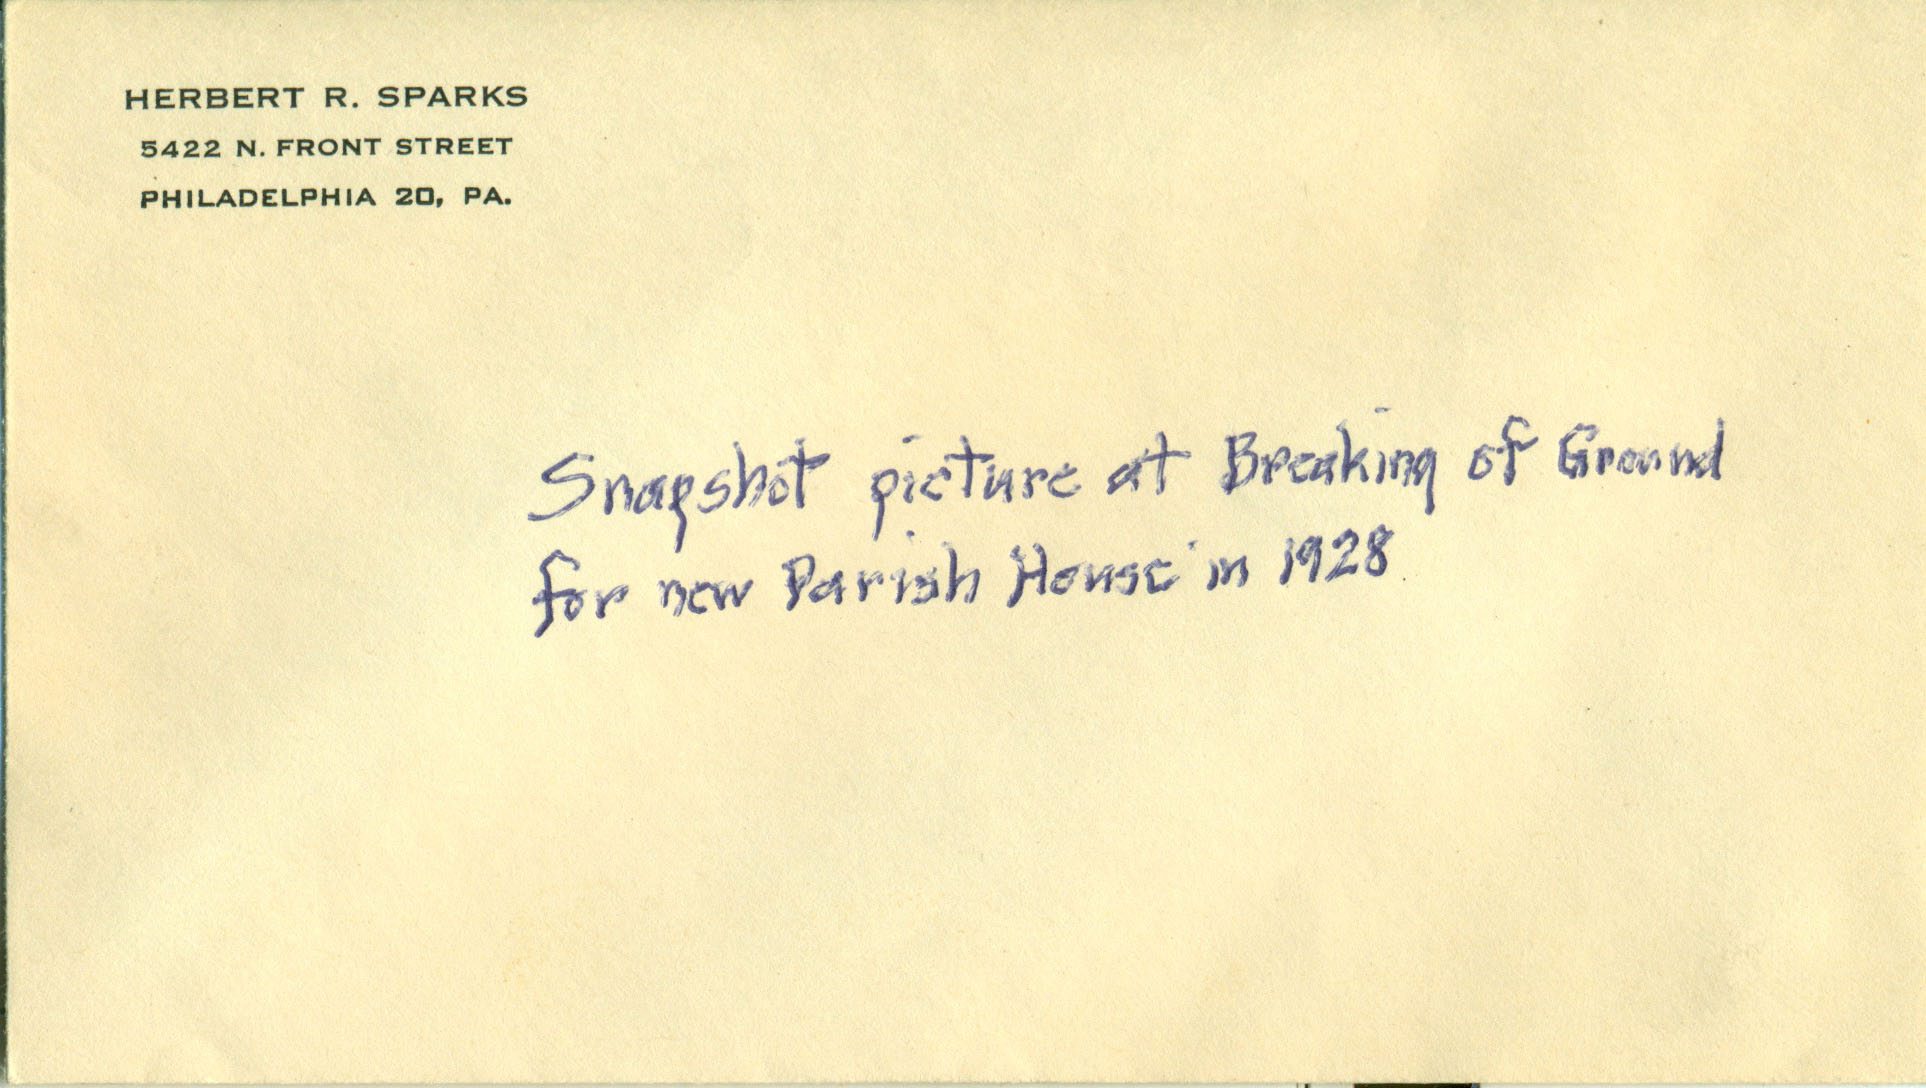 HERBERT R. SPARKS
5422 N. FRONT STREET
PHILADELPHIA 20, PA.
Snapshot picture at Breaking of Ground
for new Parish House in 1928